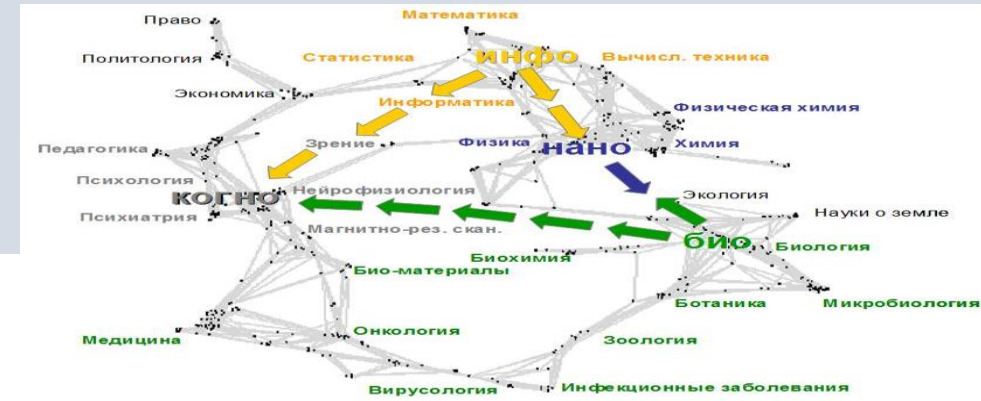 Математика
Право
Политология
Статистика
инфо
Вычисл. техника
Экономика
Информатика
Физическая химия
Педагогика
Зрение
Физика
нано
Химия
Психология
когно
Нейрофизиология
Экология
Психиатрия
Магнитно-рез. скан.
Науки о земле
био
Биология
Биохимия
Био-материалы
Ботаника
Микробиология
Медицина
Онкология
Зоология
Вирусология
Инфекционные заболевания